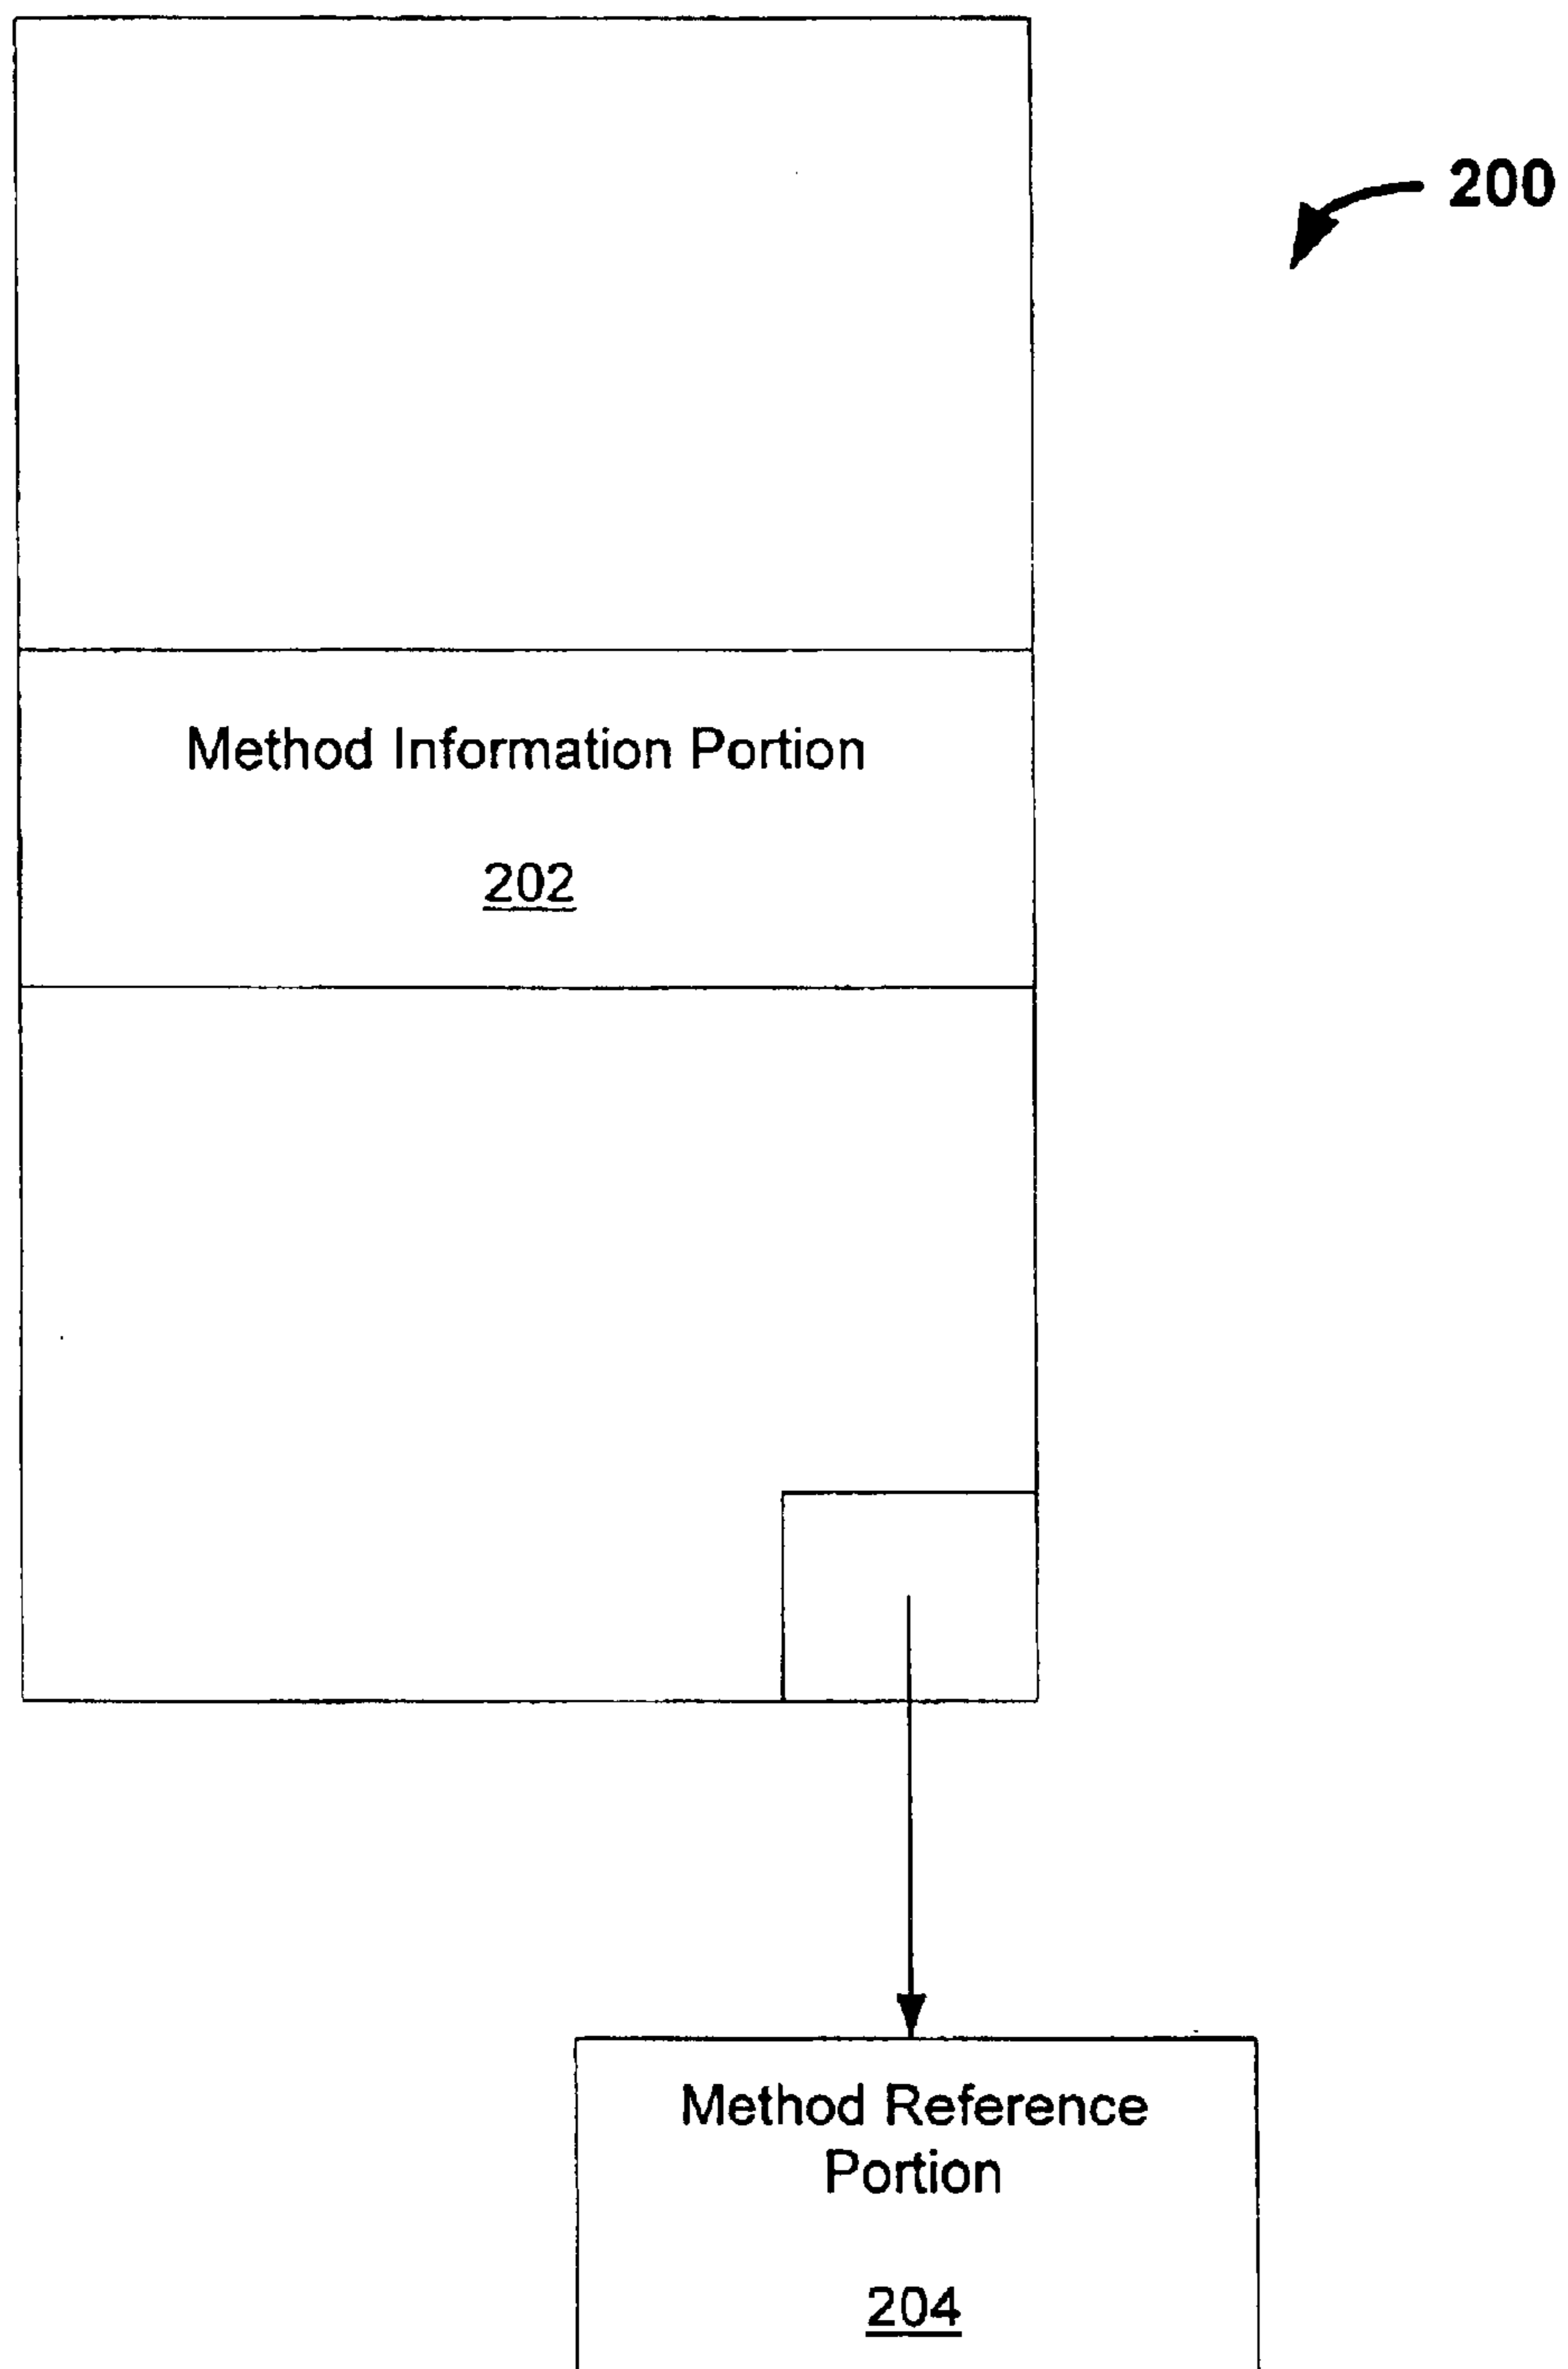 200
Method Information Portion
202
Method Reference
Portion
204